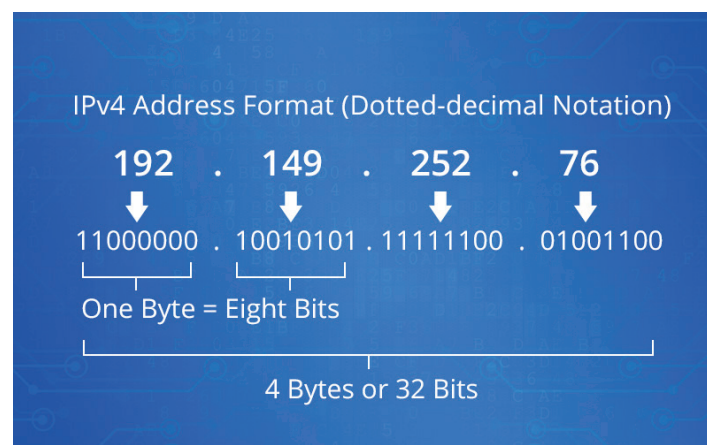 IPv4 Address Format (Dotted-decimal Notation)
192 . 149 . 252 . 76
11000000 . 10010101 . 11111100 . 01001100
One Byte = Eight Bits
4 Bytes or 32 Bits